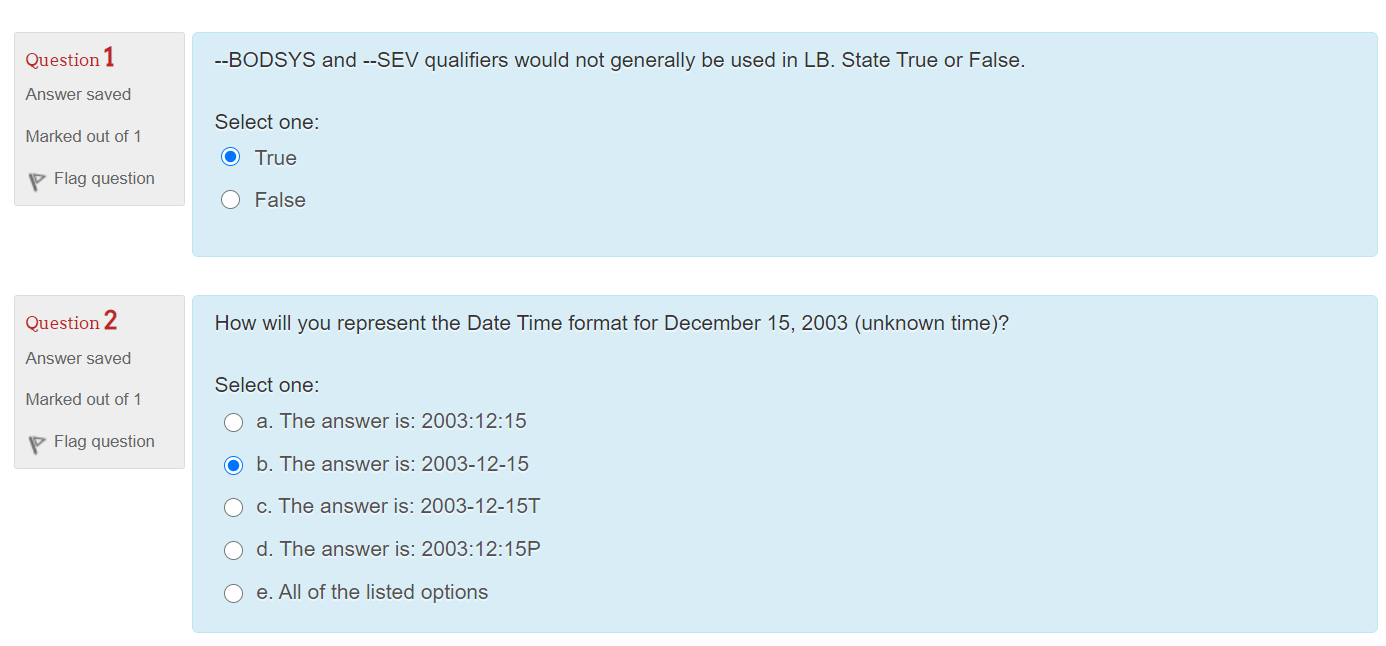 Question 1
Answer saved
Marked out of 1
Flag question
--BODSYS and --SEV qualifiers would not generally be used in LB. State True or False.
Select one:
True
False
Question 2
Answer saved
Marked out of 1
Flag question
How will you represent the Date Time format for December 15, 2003 (unknown time)?
Select one:
a. The answer is: 2003:12:15
b. The answer is: 2003-12-15
c. The answer is: 2003-12-15T
d. The answer is: 2003:12:15P
e. All of the listed options